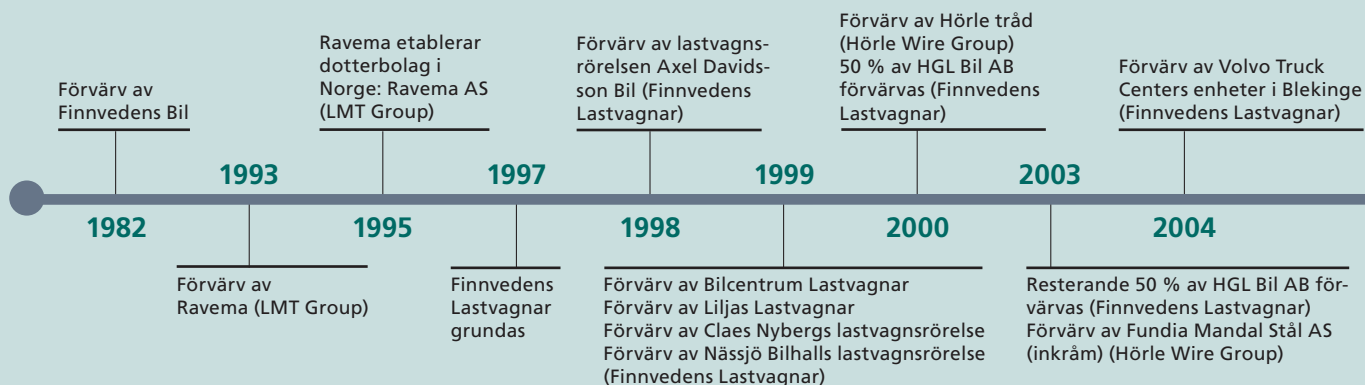 Förvärv av
Finnvedens Bil
1982
1993
Förvärv av
Ravema (LMT Group)
Ravema etablerar
dotterbolag i
Norge: Ravema AS
(LMT Group)
1995
1997
Finnvedens
Lastvagnar
grundas
Förvärv av lastvagns-
rörelsen Axel Davids-
son Bil (Finnvedens
Lastvagnar)
1998
1999
Förvärv av Bilcentrum Lastvagnar
Förvärv av Liljas Lastvagnar
Förvärv av Claes Nybergs lastvagnsrörelse
Förvärv av Nässjö Bilhalls lastvagnsrörelse
(Finnvedens Lastvagnar)
Förvärv av Hörle tråd
(Hörle Wire Group)
50 % av HGL Bil AB
förvärvas (Finnvedens
Lastvagnar)
2000
2003
Resterande 50 % av HGL Bil AB för-
värvas (Finnvedens Lastvagnar)
Förvärv av Fundia Mandal Stål AS
(inkråm) (Hörle Wire Group)
Förvärv av Volvo Truck
Centers enheter i Blekinge
(Finnvedens Lastvagnar)
2004